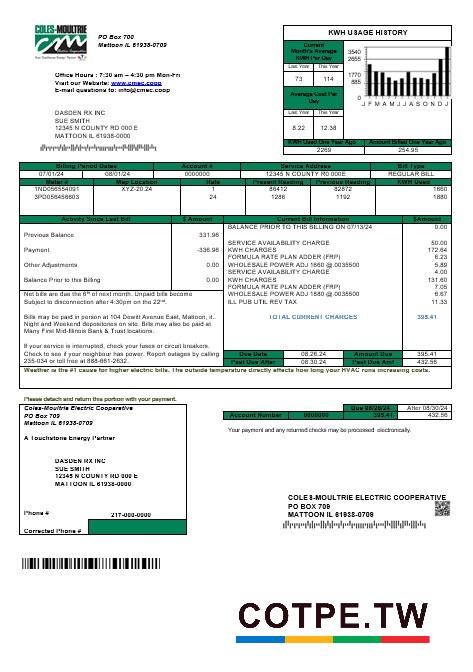 COLES-MOULTRIE
cm
PO Box 700
Mattoon IL 61938-0709
Office Hours : 7:30 am – 4:30 pm Mon-Fri
Visit our Website: www.cmec.coop
E-mail questions to: info@cmec.coop
DASDEN RX INC
SUE SMITH
12345 N COUNTY RD 000 E
MATTOON IL 61938-0709
KWH USAGE HISTORY
Current
Month's Average
KWH Per Day
Last Year This Year
73 114
Average Cost Per
Day
Last Year This Year
8.22 12.38
3540
2655
1770
885
0
J F M A M J J A S O N D J
KWH Used One Year Ago Amount Billed One Year Ago
2269 254.95
Billing Period Dates Account # Service Address Bill Type
07/01/24 08/01/24 0000000 12345 N COUNTY RD 000E REGULAR BILL
Meter # Map Location Rate Present Reading Previous Reading KWH Used
1ND056554091 XYZ-20.24 1 86412 82872 1660
3PD056456603 24 1286 1192 1880
Activity Since Last Bill $ Amount Current Bill Information $Amount
BALANCE PRIOR TO THIS BILLING ON 07/13/24 0.00
Previous Balance 331.98
SERVICE AVAILABILITY CHARGE 50.00
Payment -336.98 KWH CHARGES 172.64
FORMULA RATE PLAN ADDER (FRP) 6.23
Other Adjustments 0.00 WHOLESALE POWER ADJ 1660 @.0035500 5.89
SERVICE AVAILABILITY CHARGE 4.00
Balance Prior to This Billing 0.00 KWH CHARGES 131.60
FORMULA RATE PLAN ADDER (FRP) 7.05
WHOLESALE POWER ADJ 1880 @.0035500 6.67
ILL PUB UTIL REV TAX 11.33
Net bills are due the 6th of next month. Unpaid bills become
Subject to disconnection after 4:30pm on the 22nd.
Bills may be paid in person at 104 Dewitt Avenue East, Mattoon, IL.
Night and Weekend depositories on site. Bills may also be paid at
Many First Mid-Illinois Bank & Trust locations.
TOTAL CURRENT CHARGES 395.41
If your service is interrupted, check your fuses or circuit breakers.
Check to see if your neighbour has power. Report outages by calling
235-034 or toll free at 888-661-2632.
Due Date 08.26.24 Amount Due 395.41
Past Due After 08.30.24 Past Due Amt 432.56
Weather is the #1 cause for higher electric bills. The outside temperature directly effects how long your HVAC runs increasing costs.
Please detach and return this portion with your payment.
Coles-Moultrie Electric Cooperative
PO Box 709
Mattoon IL 61938-0709
A Touchstone Energy Partner
DASDEN RX INC
SUE SMITH
12345 N COUNTY RD 000 E
MATTOON IL 61938-0709
Phone # 217-000-0000
Corrected Phone #
Due 08/26/24 After 08/30/24
Account Number 0000000 395.41 432.56
Your payment and any returned checks may be processed electronically.
COLES-MOULTRIE ELECTRIC COOPERATIVE
PO BOX 709
MATTOON IL 61938-0709
COTPE.TW